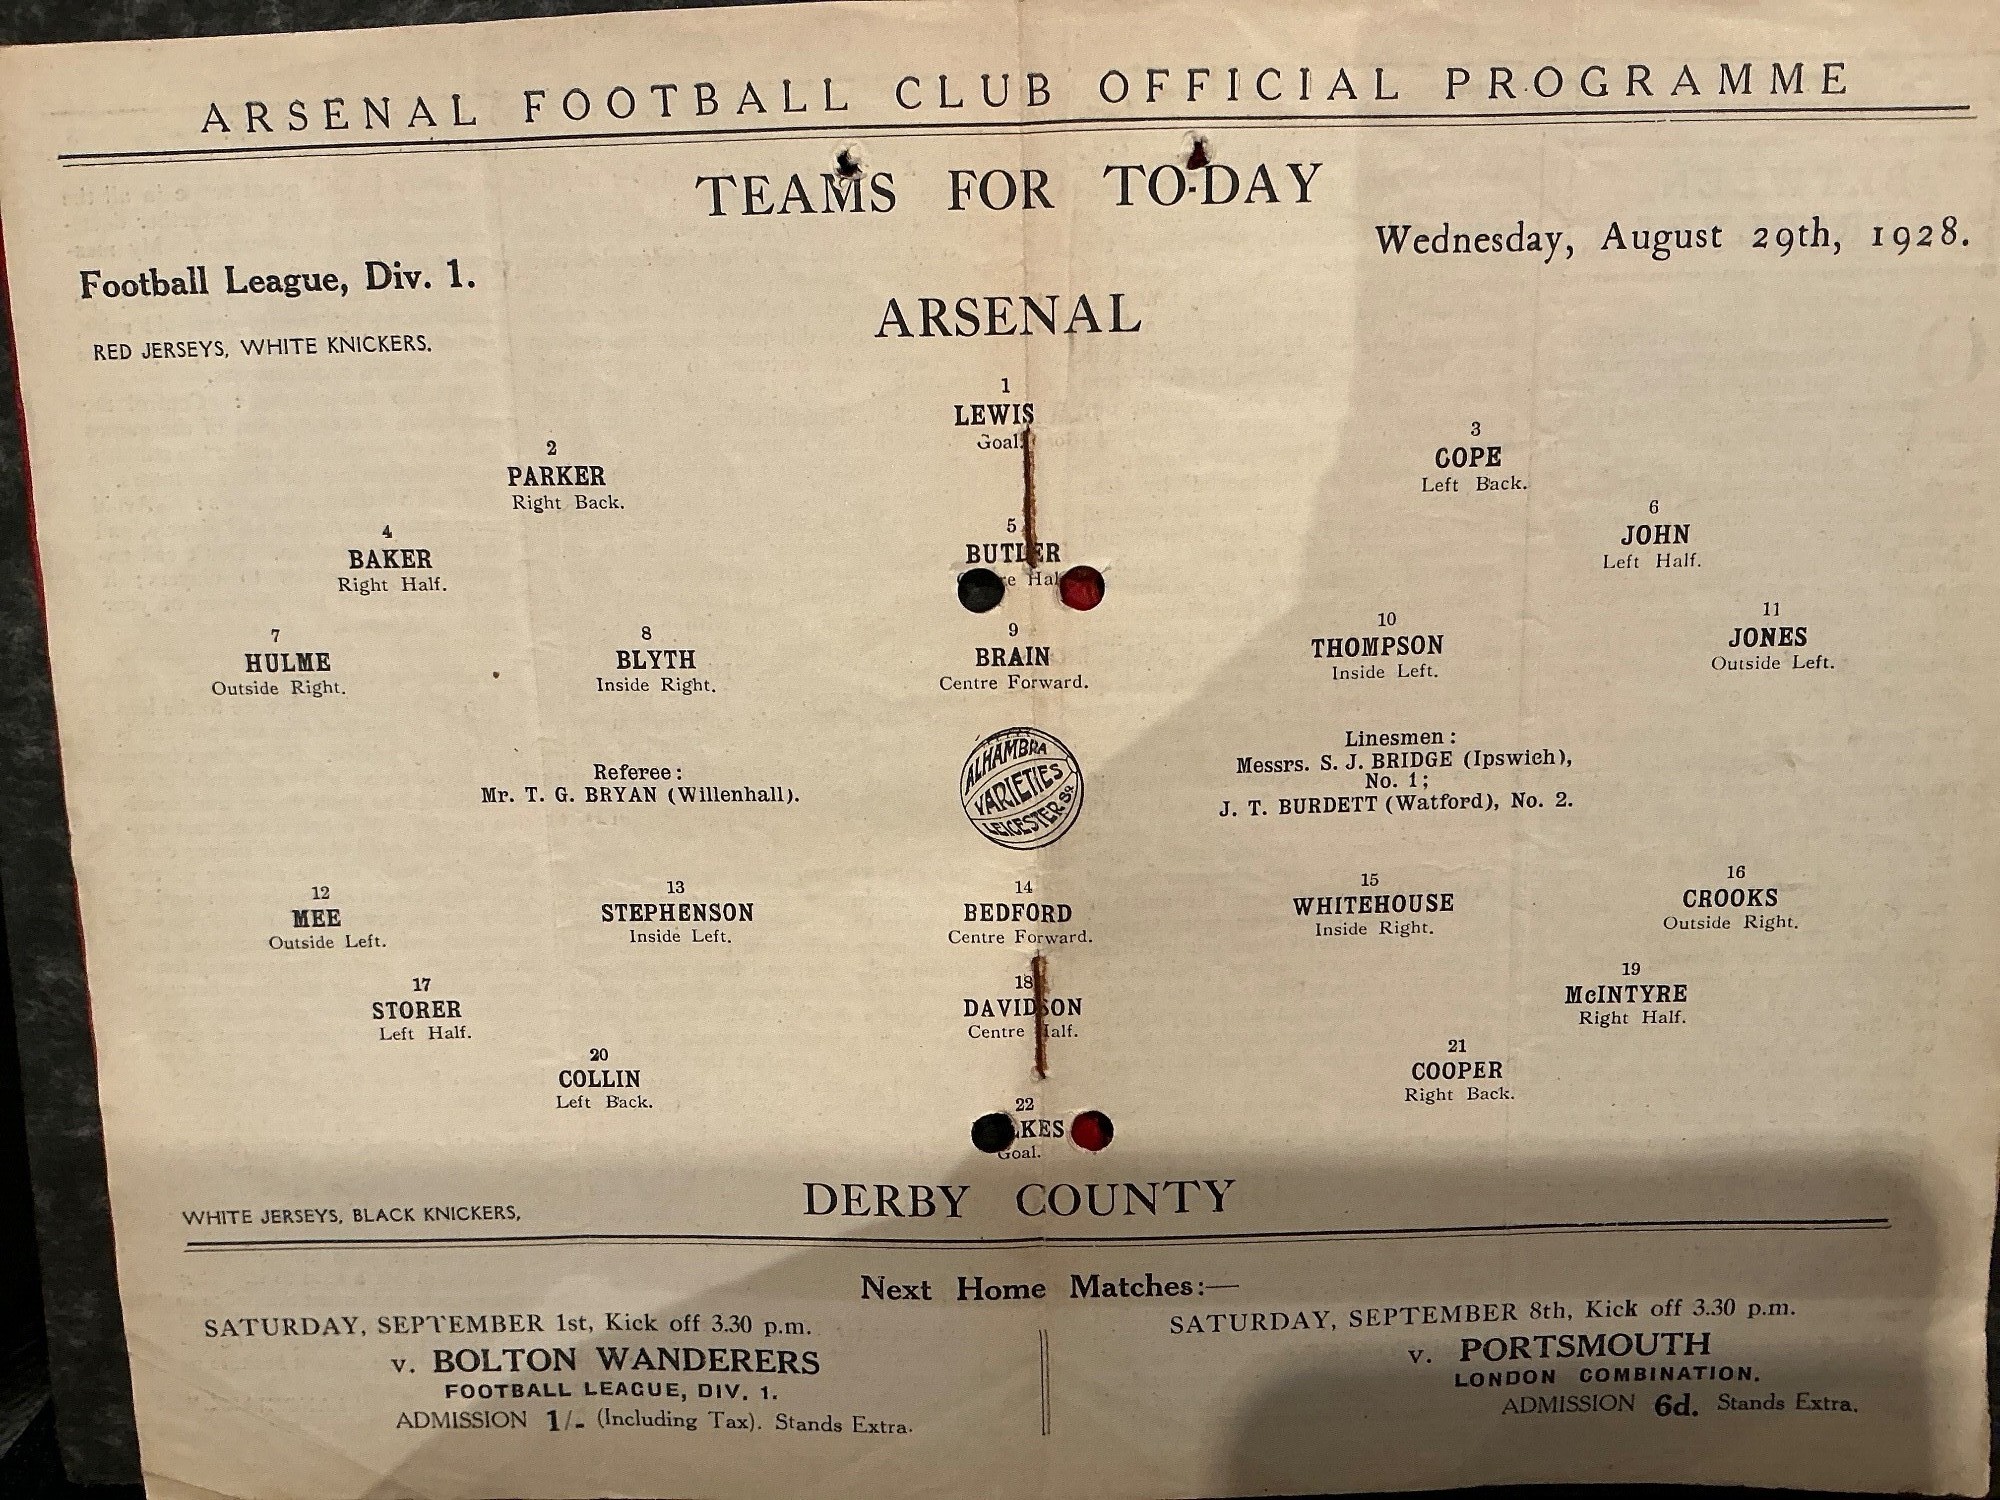 ARSENAL FOOTBALL CLUB OFFICIAL PROGRAMME
TEAMS FOR TO-DAY
Wednesday, August 29th, 1928.
Football League, Div. 1.
ARSENAL
RED JERSEYS, WHITE KNICKERS.
1
LEWIS
Goal.
2
PARKER
Right Back.
3
COPE
Left Back.
4
BAKER
Right Half.
5
BUTLER
6
JOHN
Left Half.
7
HULME
Outside Right.
8
BLYTH
Inside Right.
9
BRAIN
Centre Forward.
10
THOMPSON
Inside Left.
11
JONES
Outside Left.
Referee:
Mr. T. G. BRYAN (Willenhall).
ALHAMBRA
VARIETIES
LEICESTER SQ
Linesmen:
Messrs. S. J. BRIDGE (Ipswich),
No. 1;
J. T. BURDETT (Watford), No. 2.
12
MEE
Outside Left.
13
STEPHENSON
Inside Left.
14
BEDFORD
Centre Forward.
15
WHITEHOUSE
Inside Right.
16
CROOKS
Outside Right.
17
STORER
Left Half.
18
DAVIDSON
Centre Half.
19
McINTYRE
Right Half.
20
COLLIN
Left Back.
21
COOPER
Right Back.
22
Goal.
DERBY COUNTY
WHITE JERSEYS, BLACK KNICKERS,
Next Home Matches:—
SATURDAY, SEPTEMBER 1st, Kick off 3.30 p.m.
v. BOLTON WANDERERS
FOOTBALL LEAGUE, DIV. 1.
ADMISSION 1/- (Including Tax). Stands Extra.
SATURDAY, SEPTEMBER 8th, Kick off 3.30 p.m.
v. PORTSMOUTH
LONDON COMBINATION.
ADMISSION 6d. Stands Extra.